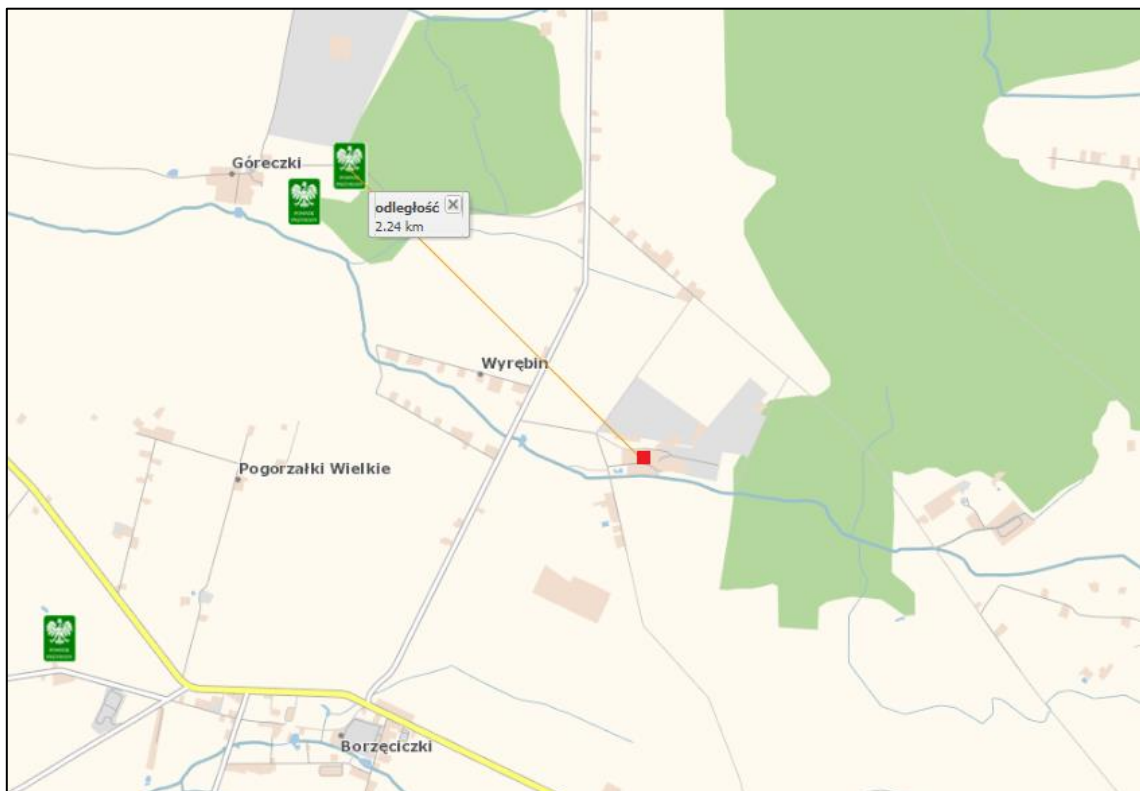 Góreczki
odległość
2.24 km
Wyrębin
Pogorzałki Wielkie
Borzęciczki